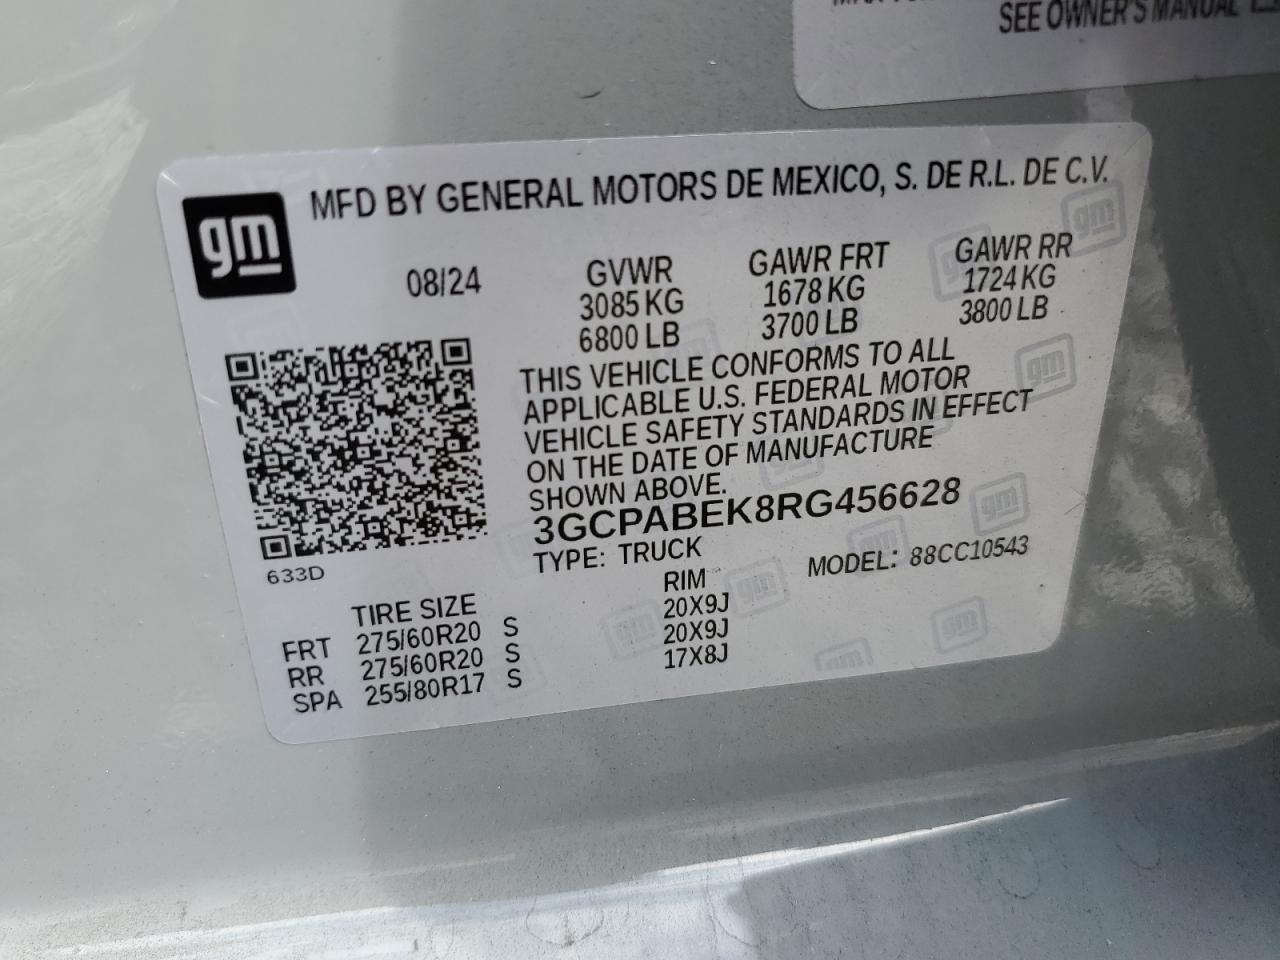 SEE OWNER'S MANUAL
gm
MFD BY GENERAL MOTORS DE MEXICO, S. DE R.L. DE C.V.
08/24
GVWR
3085 KG
6800 LB
GAWR FRT
1678 KG
3700 LB
GAWR RR
1724 KG
3800 LB
THIS VEHICLE CONFORMS TO ALL
APPLICABLE U.S. FEDERAL MOTOR
VEHICLE SAFETY STANDARDS IN EFFECT
ON THE DATE OF MANUFACTURE
SHOWN ABOVE.
3GCPABEK8RG456628
TYPE: TRUCK MODEL: 88CC10543
633D
TIRE SIZE RIM
FRT 275/60R20 S 20X9J
RR 275/60R20 S 20X9J
SPA 255/80R17 S 17X8J